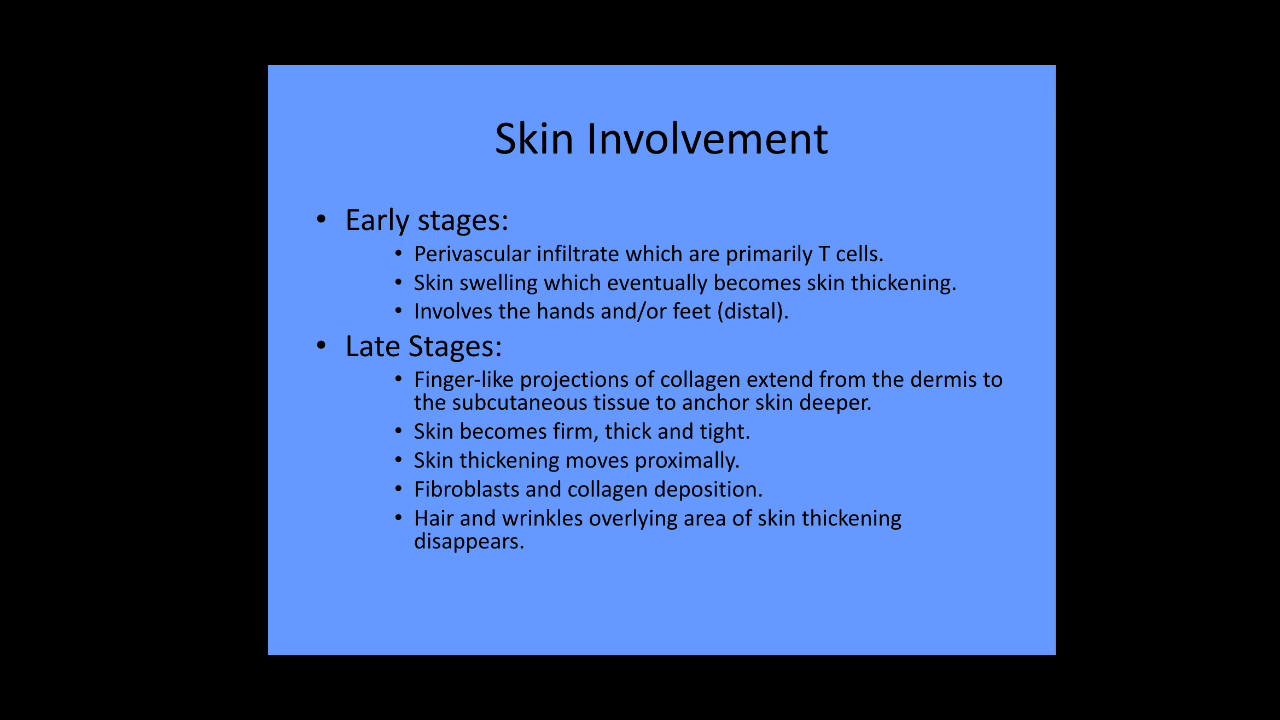 Skin Involvement
• Early stages:
• Perivascular infiltrate which are primarily T cells.
• Skin swelling which eventually becomes skin thickening.
• Involves the hands and/or feet (distal).
• Late Stages:
• Finger-like projections of collagen extend from the dermis to
the subcutaneous tissue to anchor skin deeper.
• Skin becomes firm, thick and tight.
• Skin thickening moves proximally.
• Fibroblasts and collagen deposition.
• Hair and wrinkles overlying area of skin thickening
disappears.